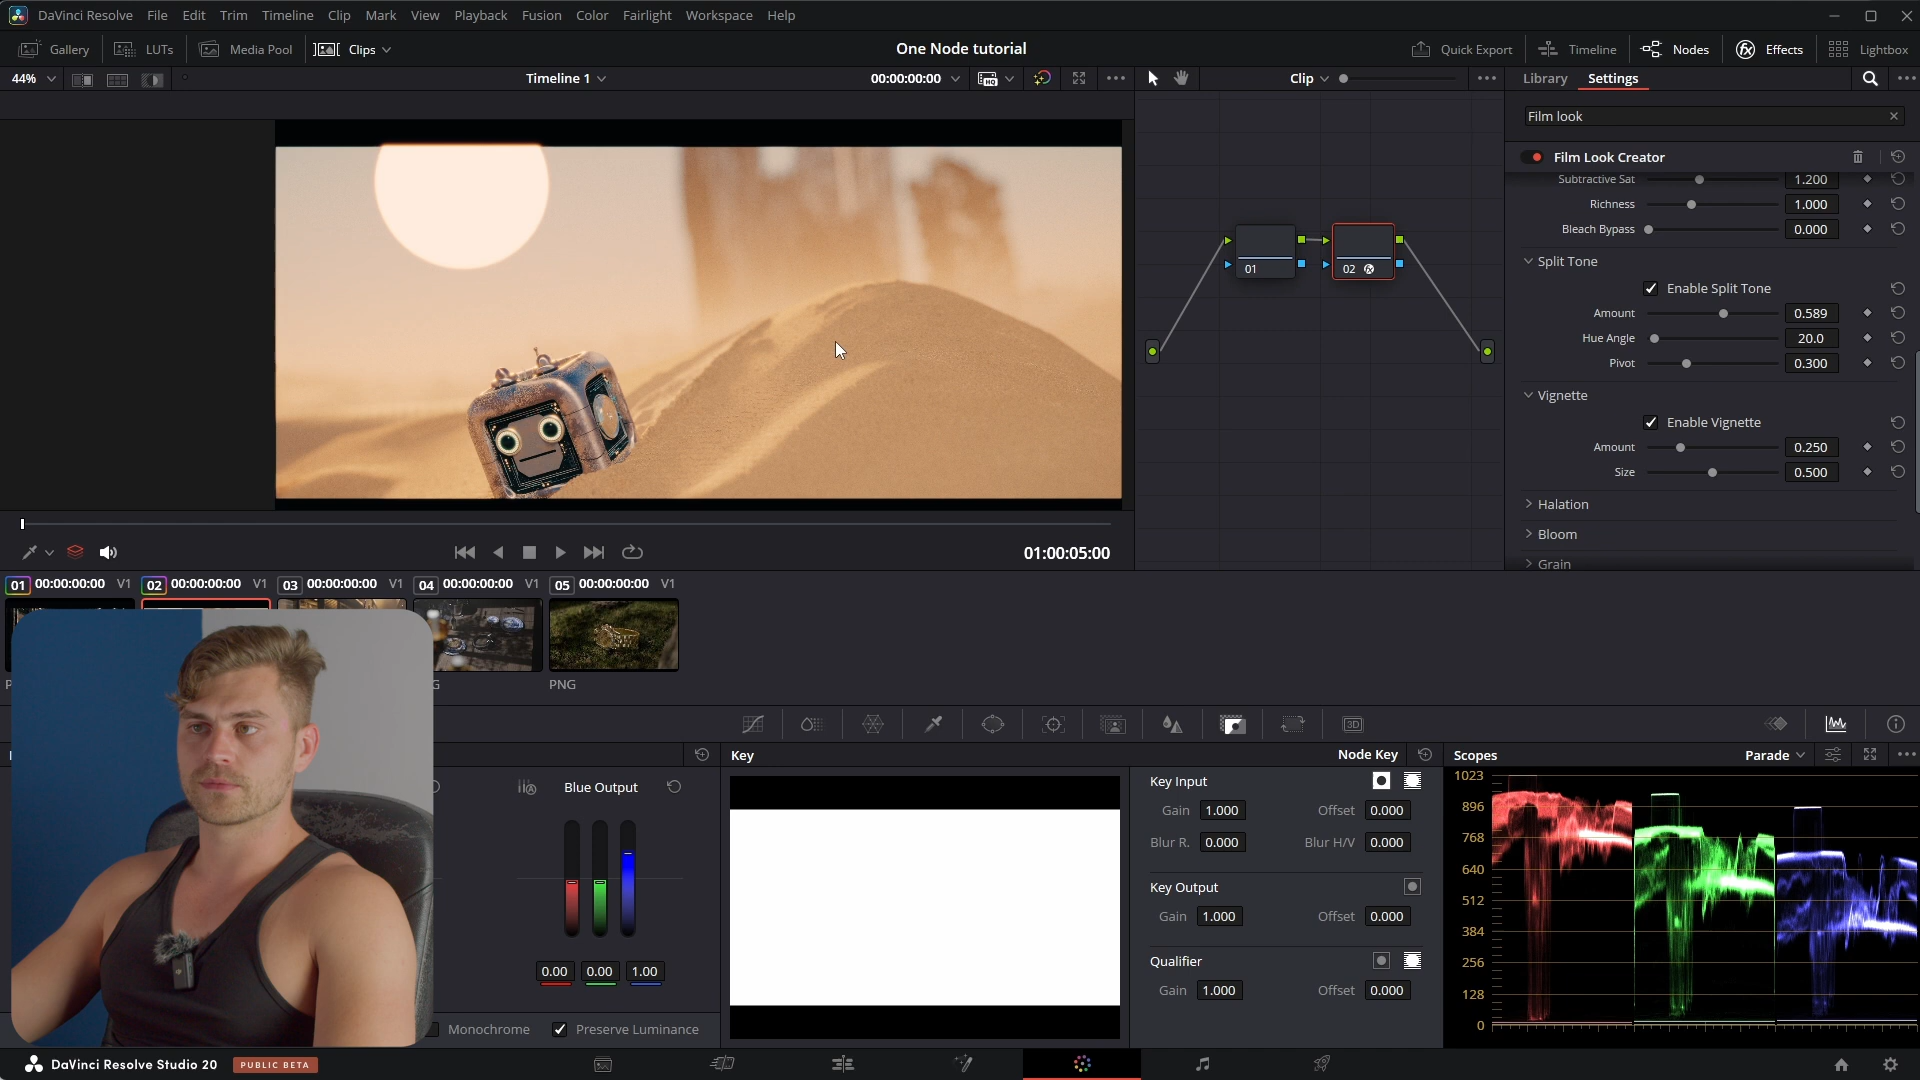 DaVinci Resolve File Edit Trim Timeline Clip Mark View Playback Fusion Color Fairlight Workspace Help
Gallery LUTs Media Pool Clips One Node tutorial Quick Export Timeline Nodes Effects Lightbox
44% Timeline 1 00:00:00:00 HQ Clip Library Settings
Film look
Film Look Creator
Subtractive Sat 1.200
Richness 1.000
Bleach Bypass 0.000
Split Tone
Enable Split Tone
Amount 0.589
Hue Angle 20.0
Pivot 0.300
Vignette
Enable Vignette
Amount 0.250
Size 0.500
Halation
Bloom
Grain
01
02 fx
01:00:05:00
01 00:00:00:00 V1 02 00:00:00:00 V1 03 00:00:00:00 V1 04 00:00:00:00 V1 05 00:00:00:00 V1
P G PNG
3D
Blue Output
0.00 0.00 1.00
Monochrome Preserve Luminance
Key Node Key
Key Input
Gain 1.000 Offset 0.000
Blur R. 0.000 Blur H/V 0.000
Key Output
Gain 1.000 Offset 0.000
Qualifier
Gain 1.000 Offset 0.000
Scopes Parade
1023
896
768
640
512
384
256
128
0
DaVinci Resolve Studio 20 PUBLIC BETA